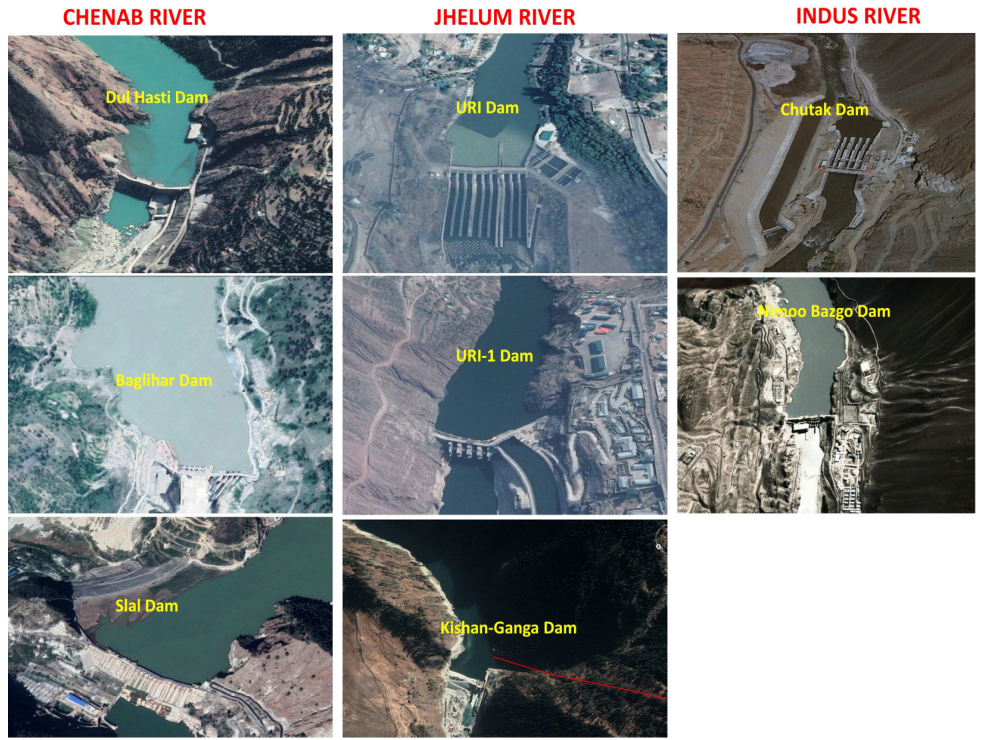 CHENAB RIVER
JHELUM RIVER
INDUS RIVER
Dul Hasti Dam
URI Dam
Chutak Dam
Baglihar Dam
URI-1 Dam
Nimoo Bazgo Dam
Slal Dam
Kishan-Ganga Dam